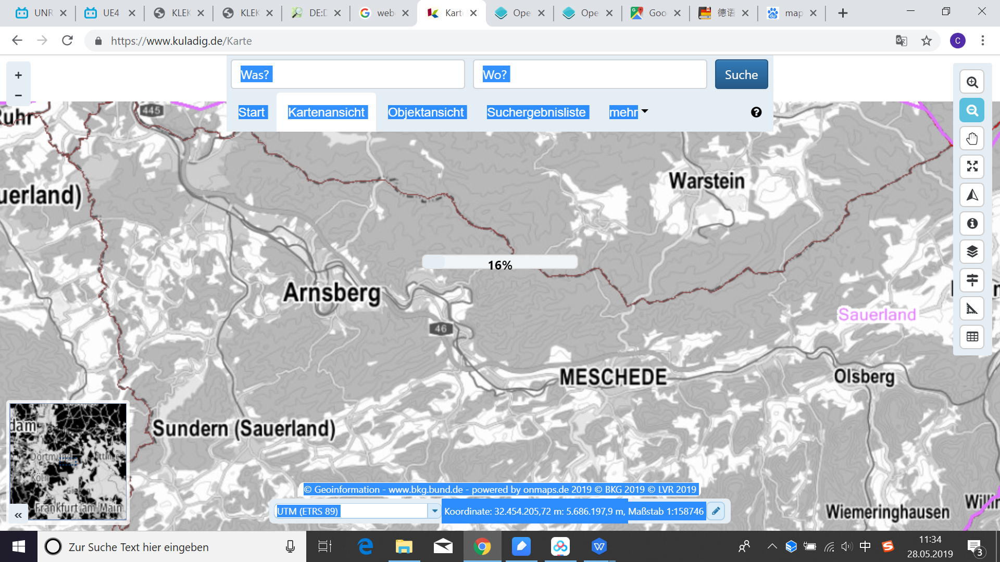 UNR
UE4
KLEK
KLEK
DE:D
web
Kart
Ope
Ope
Goo
德语
map
https://www.kuladig.de/Karte
C
+
−
Was?
Wo?
Suche
Start
Kartenansicht
Objektansicht
Suchergebnisliste
mehr
445
Ruhr
Warstein
uerland)
16%
Arnsberg
46
Sauerland
MESCHEDE
Olsberg
Sundern (Sauerland)
dam
Dortmund
Köln
Frankfurt am Main
«
© Geoinformation - www.bkg.bund.de - powered by onmaps.de 2019 © BKG 2019 © LVR 2019
UTM (ETRS 89)
Koordinate: 32.454.205,72 m: 5.686.197,9 m, Maßstab 1:158746
Wiemeringhausen
Willin
Zur Suche Text hier eingeben
中
11:34
28.05.2019
3